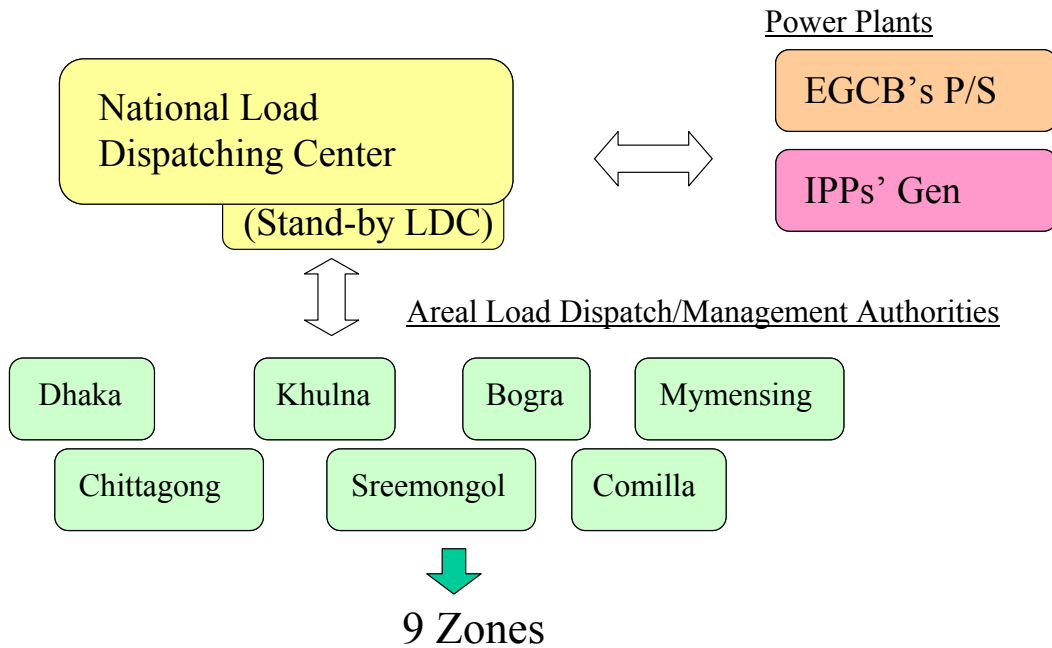 Power Plants
National Load
Dispatching Center
(Stand-by LDC)
EGCB’s P/S
IPPs’ Gen
Areal Load Dispatch/Management Authorities
Dhaka
Khulna
Bogra
Mymensing
Chittagong
Sreemongol
Comilla
9 Zones